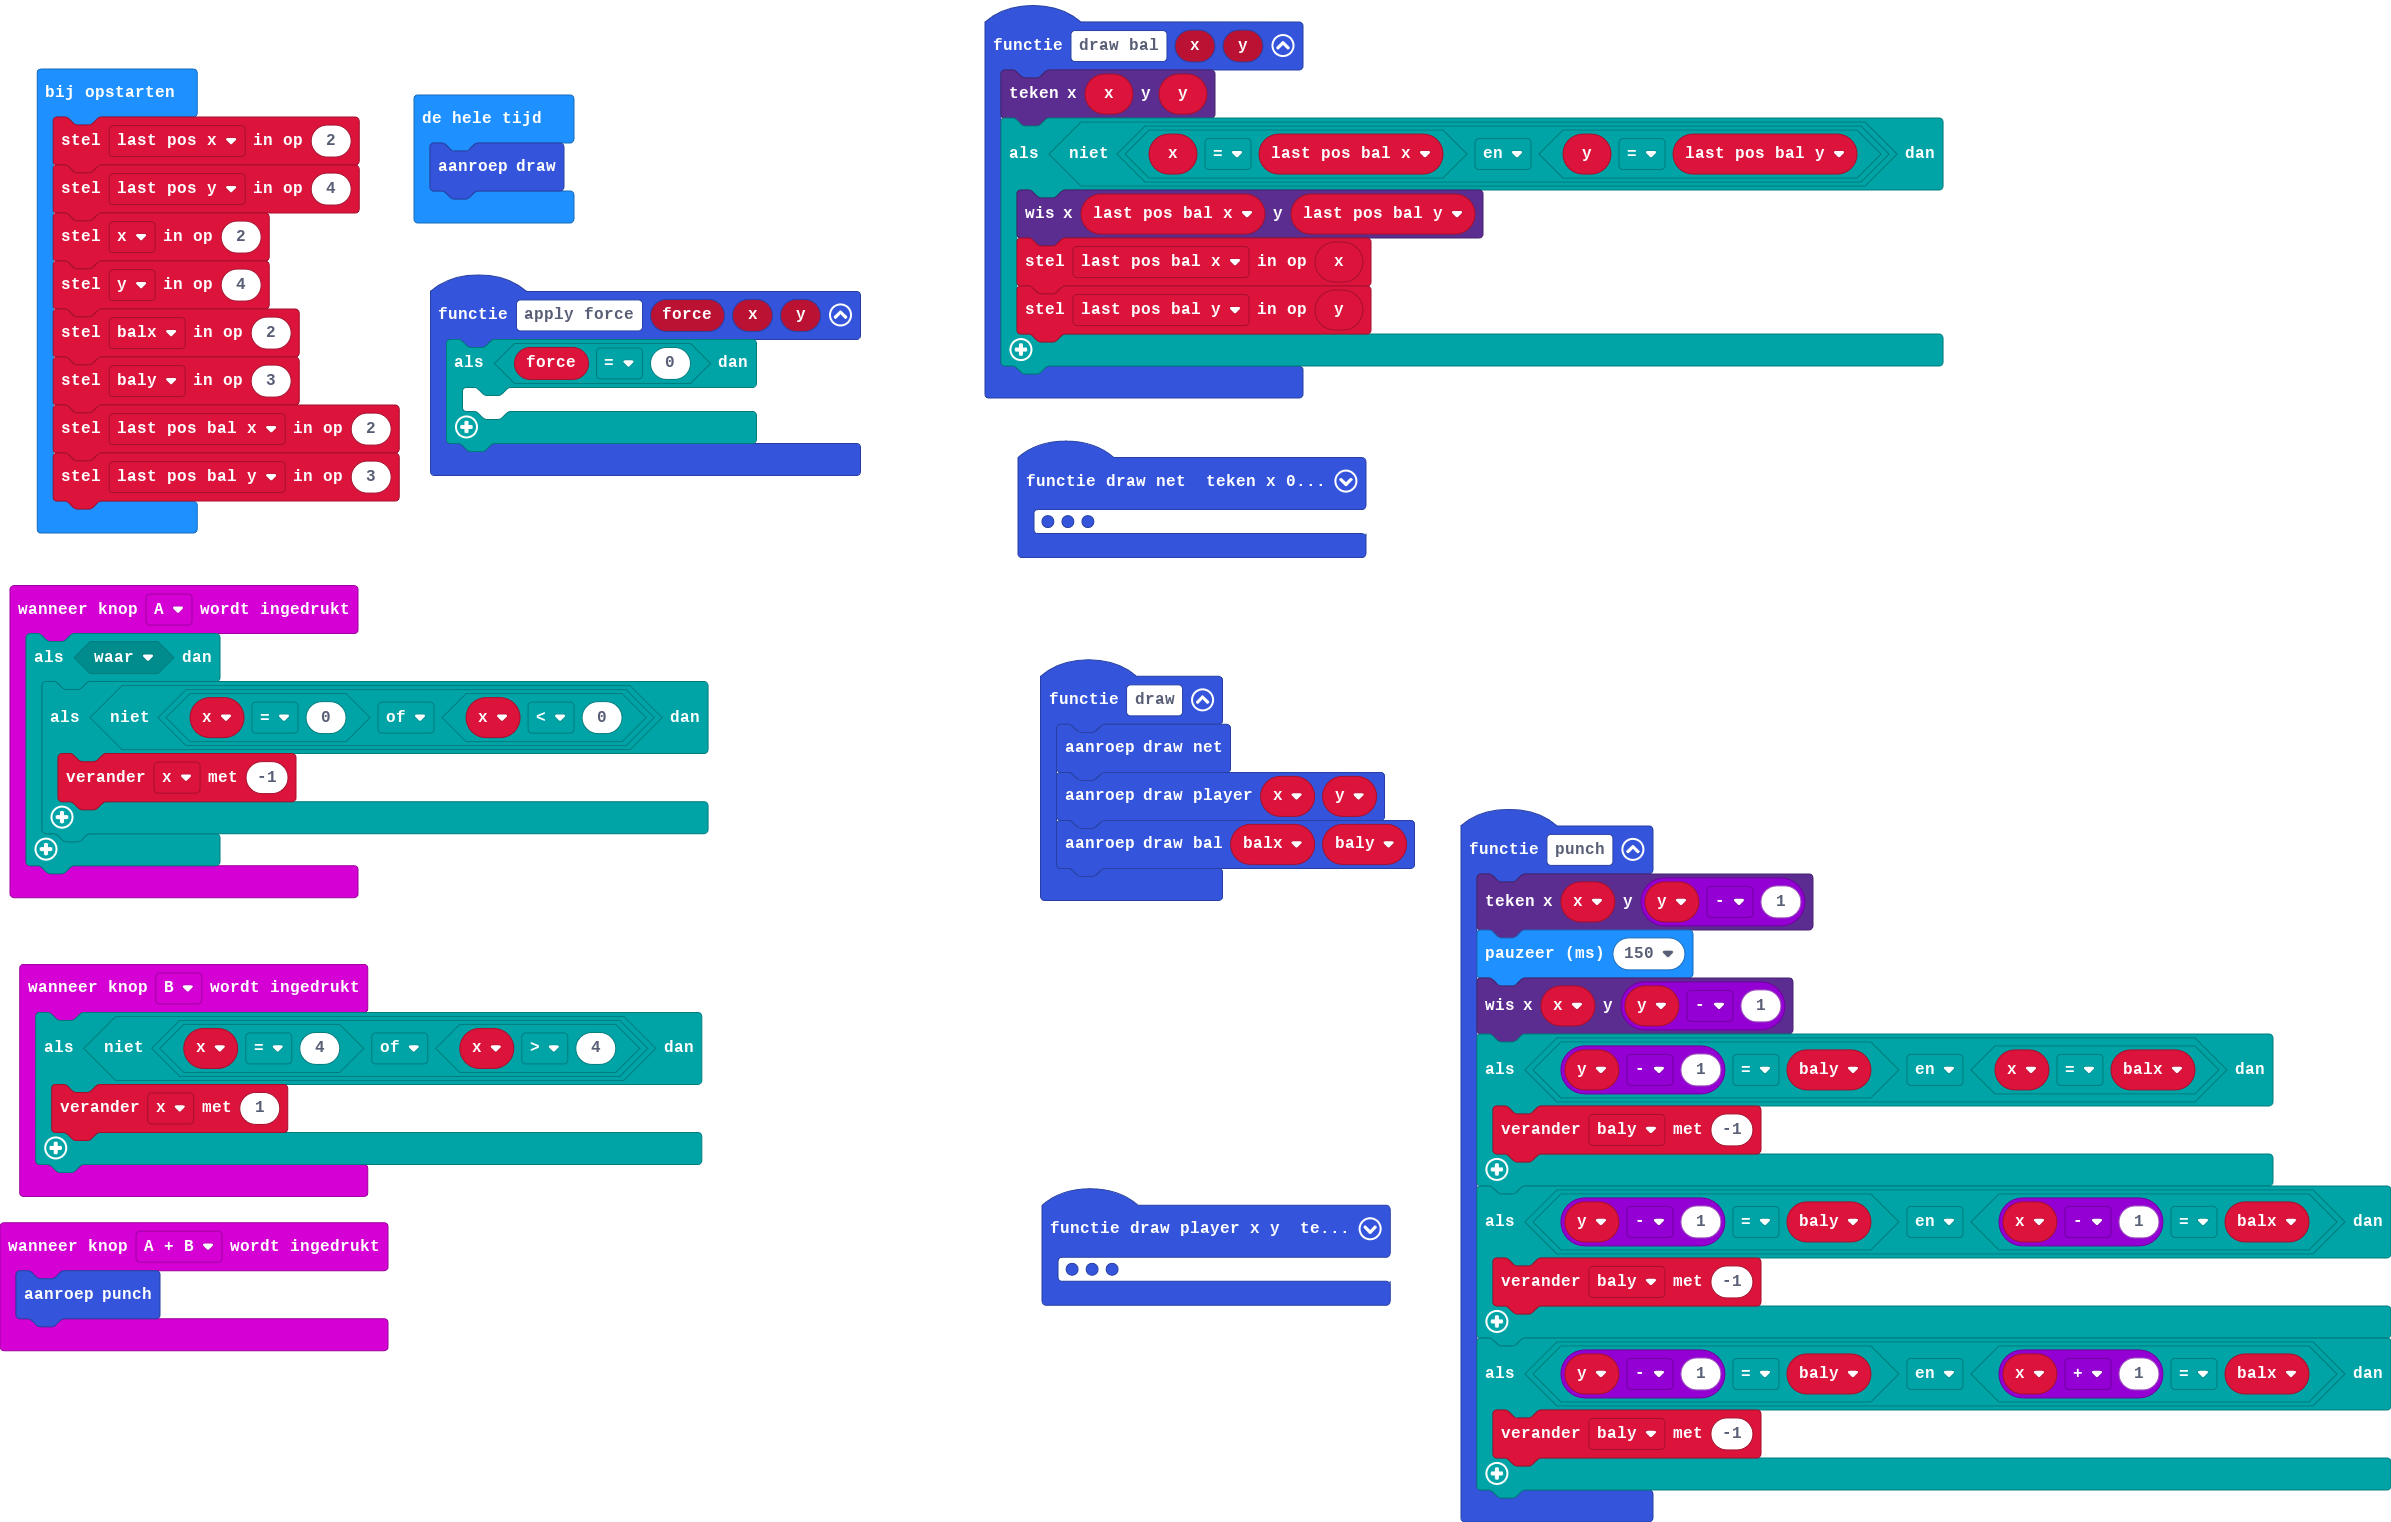 bij opstarten
stel last pos x in op 2
stel last pos y in op 4
stel x in op 2
stel y in op 4
stel balx in op 2
stel baly in op 3
stel last pos bal x in op 2
stel last pos bal y in op 3
de hele tijd
aanroep draw
functie apply force force x y
als force = 0 dan
functie draw bal x y
teken x x y y
als niet x = last pos bal x en y = last pos bal y dan
wis x last pos bal x y last pos bal y
stel last pos bal x in op x
stel last pos bal y in op y
functie draw net teken x 0...
wanneer knop A wordt ingedrukt
als waar dan
als niet x = 0 of x < 0 dan
verander x met -1
wanneer knop B wordt ingedrukt
als niet x = 4 of x > 4 dan
verander x met 1
wanneer knop A + B wordt ingedrukt
aanroep punch
functie draw
aanroep draw net
aanroep draw player x y
aanroep draw bal balx baly
functie draw player x y te...
functie punch
teken x x y y - 1
pauzeer (ms) 150
wis x x y y - 1
als y - 1 = baly en x = balx dan
verander baly met -1
als y - 1 = baly en x - 1 = balx dan
verander baly met -1
als y - 1 = baly en x + 1 = balx dan
verander baly met -1